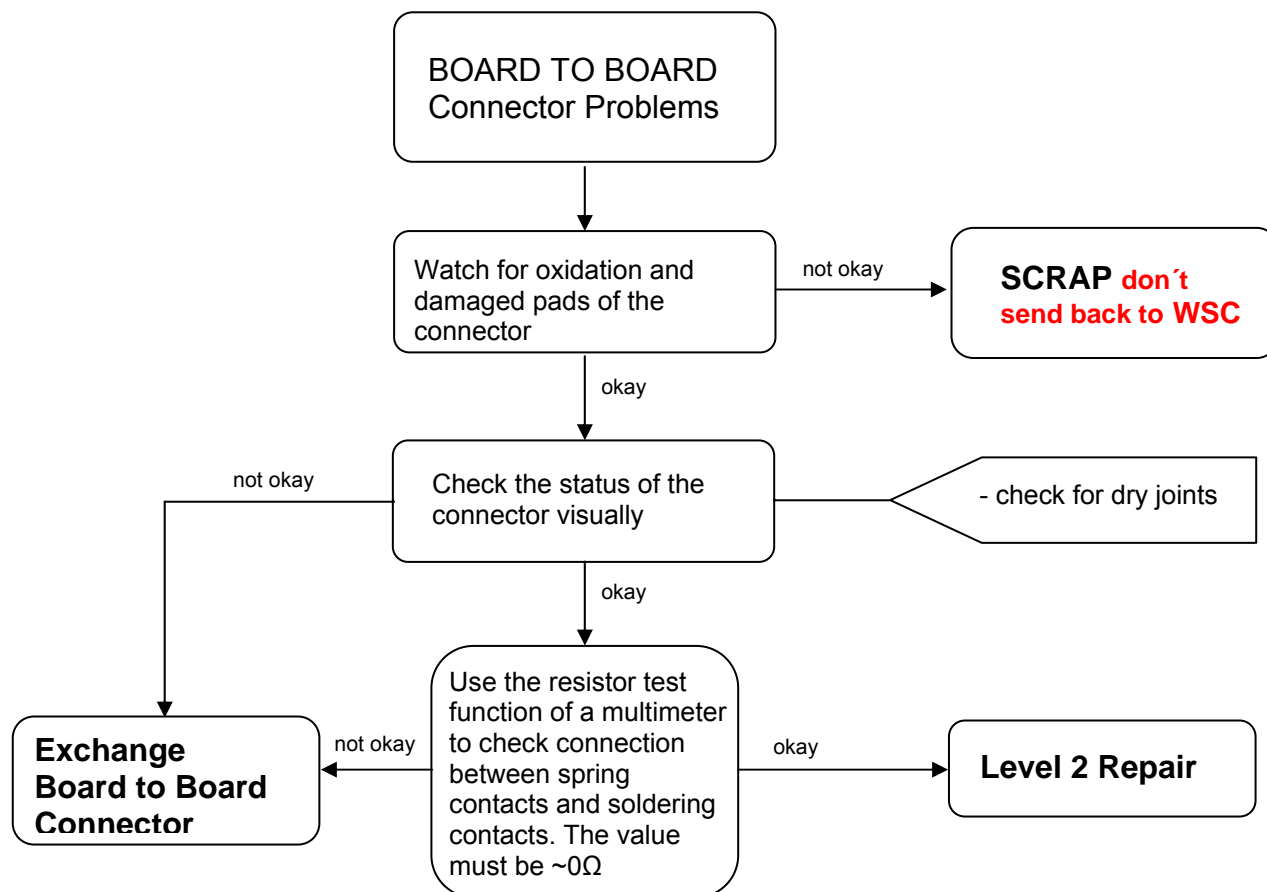 BOARD TO BOARD
Connector Problems
Watch for oxidation and
damaged pads of the
connector
not okay
SCRAP don´t
send back to WSC
okay
not okay
Check the status of the
connector visually
- check for dry joints
okay
Use the resistor test
function of a multimeter
to check connection
between spring
contacts and soldering
contacts. The value
must be ~0Ω
not okay
Exchange
Board to Board
Connector
okay
Level 2 Repair